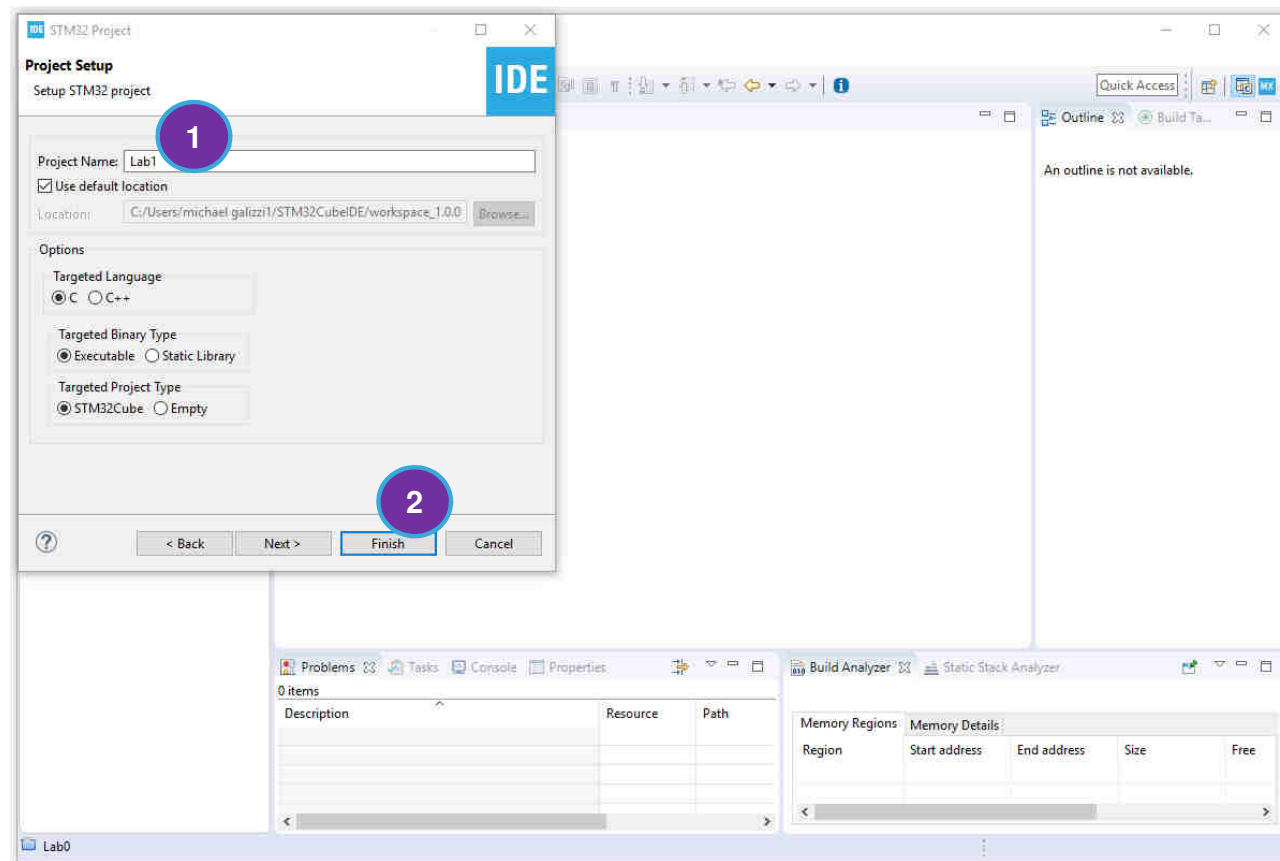 IDE STM32 Project
Project Setup
Setup STM32 project
IDE
Quick Access
MX
1
Outline
Build Ta...
Project Name: Lab1
An outline is not available.
Use default location
Location: C:/Users/michael galizzi1/STM32CubeIDE/workspace_1.0.0 Browse...
Options
Targeted Language
C C++
Targeted Binary Type
Executable Static Library
Targeted Project Type
STM32Cube Empty
2
? < Back Next > Finish Cancel
Problems Tasks Console Properties
Build Analyzer Static Stack Analyzer
0 items
Description Resource Path
Memory Regions Memory Details
Region Start address End address Size Free
Lab0